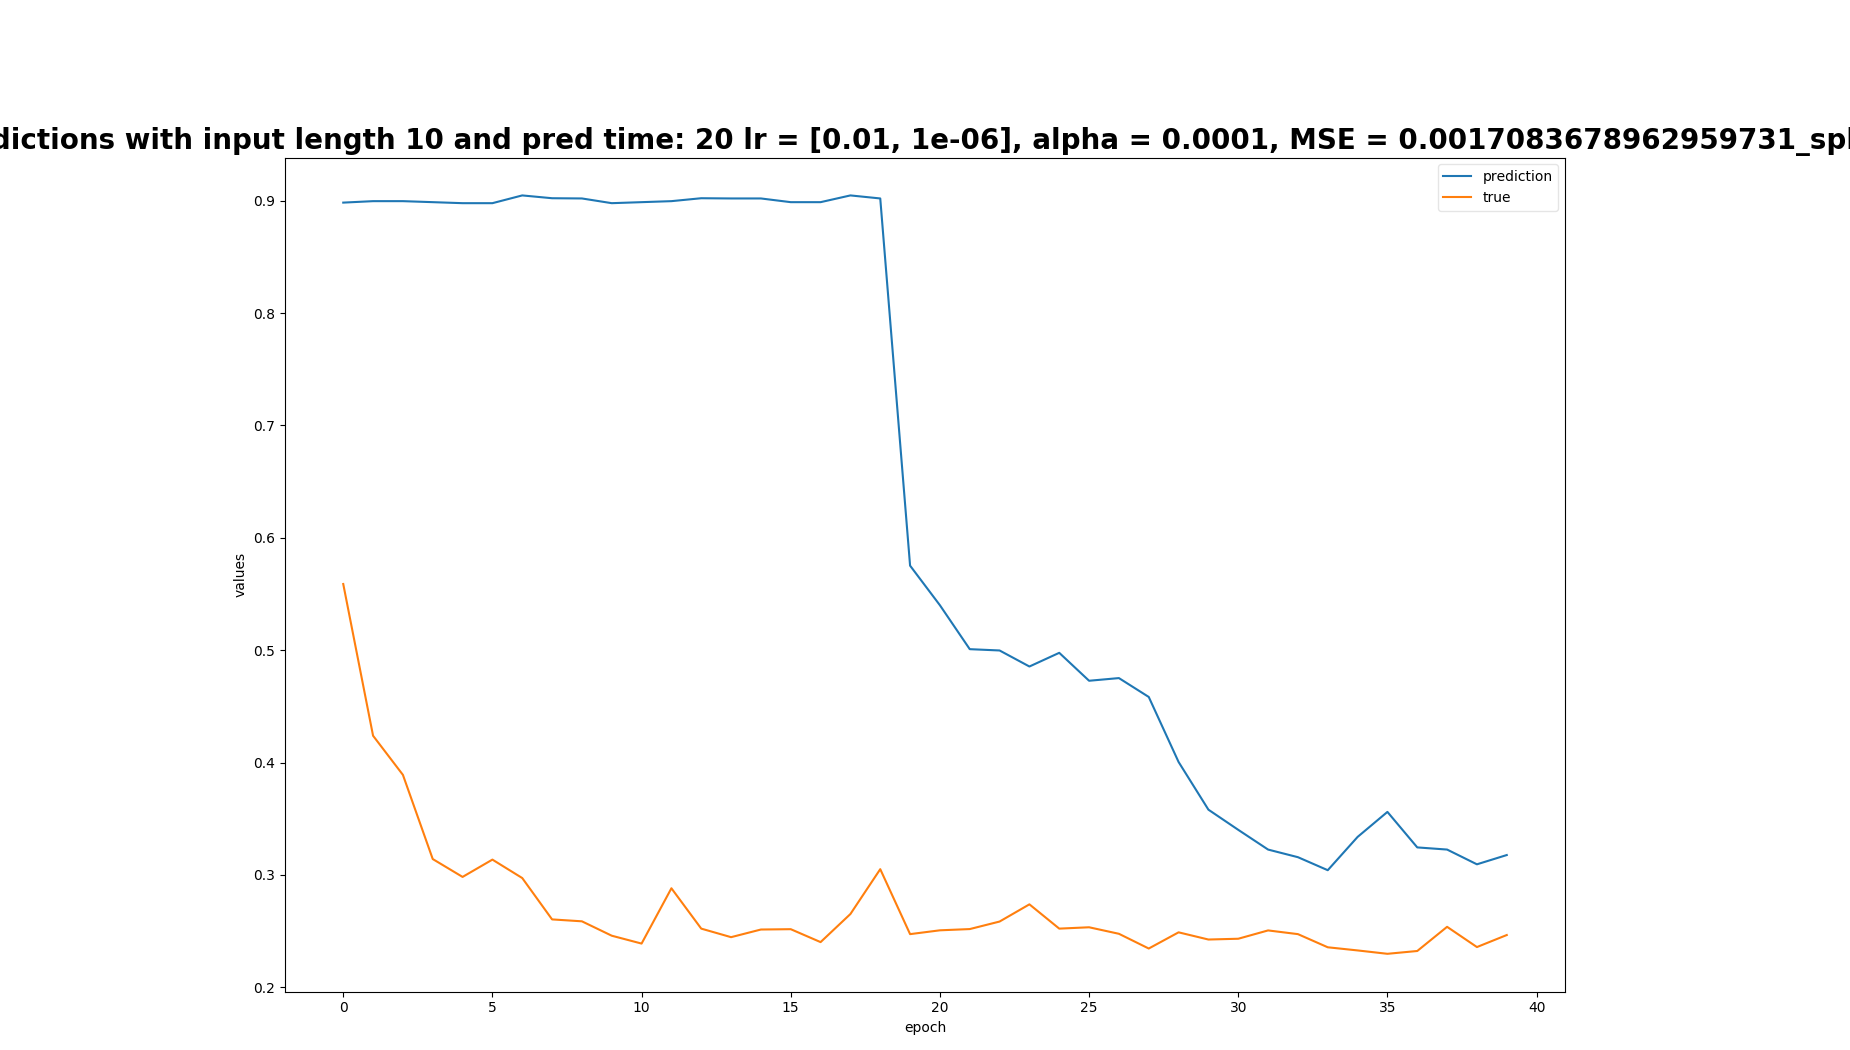 dictions with input length 10 and pred time: 20 lr = [0.01, 1e-06], alpha = 0.0001, MSE = 0.0017083678962959731_spl
prediction
true
0.9
0.8
0.7
0.6
0.5
0.4
0.3
0.2
values
0 5 10 15 20 25 30 35 40
epoch